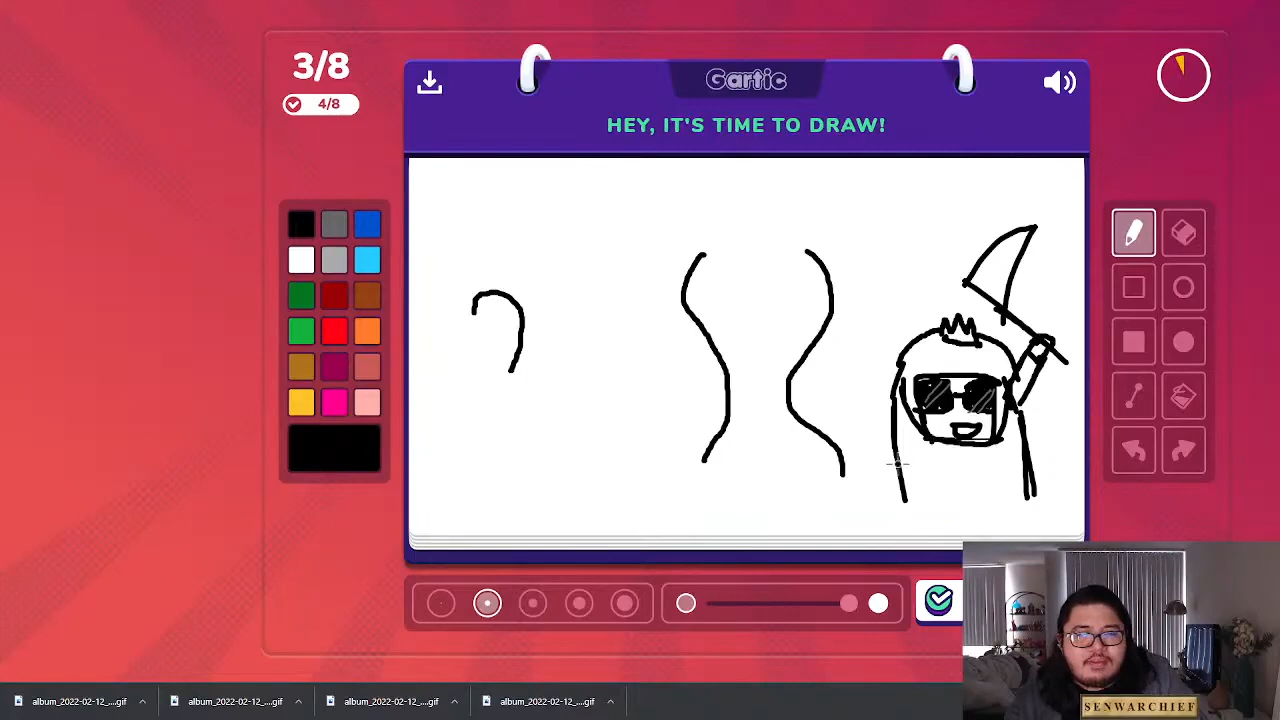 3/8
4/8
Gartic
HEY, IT'S TIME TO DRAW!
album_2022-02-12_...gif
album_2022-02-12_...gif
album_2022-02-12_...gif
album_2022-02-12_...gif
SENWARCHIEF